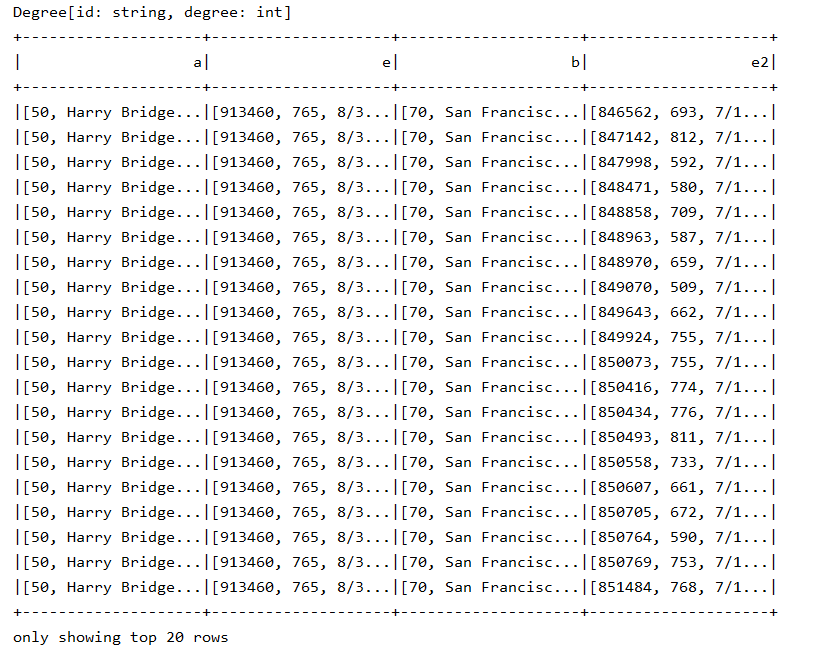 Degree[id: string, degree: int]
+--------------------+--------------------+--------------------+--------------------+
|                   a|                   e|                   b|                  e2|
+--------------------+--------------------+--------------------+--------------------+
|[50, Harry Bridge...|[913460, 765, 8/3...|[70, San Francisc...|[846562, 693, 7/1...|
|[50, Harry Bridge...|[913460, 765, 8/3...|[70, San Francisc...|[847142, 812, 7/1...|
|[50, Harry Bridge...|[913460, 765, 8/3...|[70, San Francisc...|[847998, 592, 7/1...|
|[50, Harry Bridge...|[913460, 765, 8/3...|[70, San Francisc...|[848471, 580, 7/1...|
|[50, Harry Bridge...|[913460, 765, 8/3...|[70, San Francisc...|[848858, 709, 7/1...|
|[50, Harry Bridge...|[913460, 765, 8/3...|[70, San Francisc...|[848963, 587, 7/1...|
|[50, Harry Bridge...|[913460, 765, 8/3...|[70, San Francisc...|[848970, 659, 7/1...|
|[50, Harry Bridge...|[913460, 765, 8/3...|[70, San Francisc...|[849070, 509, 7/1...|
|[50, Harry Bridge...|[913460, 765, 8/3...|[70, San Francisc...|[849643, 662, 7/1...|
|[50, Harry Bridge...|[913460, 765, 8/3...|[70, San Francisc...|[849924, 755, 7/1...|
|[50, Harry Bridge...|[913460, 765, 8/3...|[70, San Francisc...|[850073, 755, 7/1...|
|[50, Harry Bridge...|[913460, 765, 8/3...|[70, San Francisc...|[850416, 774, 7/1...|
|[50, Harry Bridge...|[913460, 765, 8/3...|[70, San Francisc...|[850434, 776, 7/1...|
|[50, Harry Bridge...|[913460, 765, 8/3...|[70, San Francisc...|[850493, 811, 7/1...|
|[50, Harry Bridge...|[913460, 765, 8/3...|[70, San Francisc...|[850558, 733, 7/1...|
|[50, Harry Bridge...|[913460, 765, 8/3...|[70, San Francisc...|[850607, 661, 7/1...|
|[50, Harry Bridge...|[913460, 765, 8/3...|[70, San Francisc...|[850705, 672, 7/1...|
|[50, Harry Bridge...|[913460, 765, 8/3...|[70, San Francisc...|[850764, 590, 7/1...|
|[50, Harry Bridge...|[913460, 765, 8/3...|[70, San Francisc...|[850769, 753, 7/1...|
|[50, Harry Bridge...|[913460, 765, 8/3...|[70, San Francisc...|[851484, 768, 7/1...|
+--------------------+--------------------+--------------------+--------------------+
only showing top 20 rows